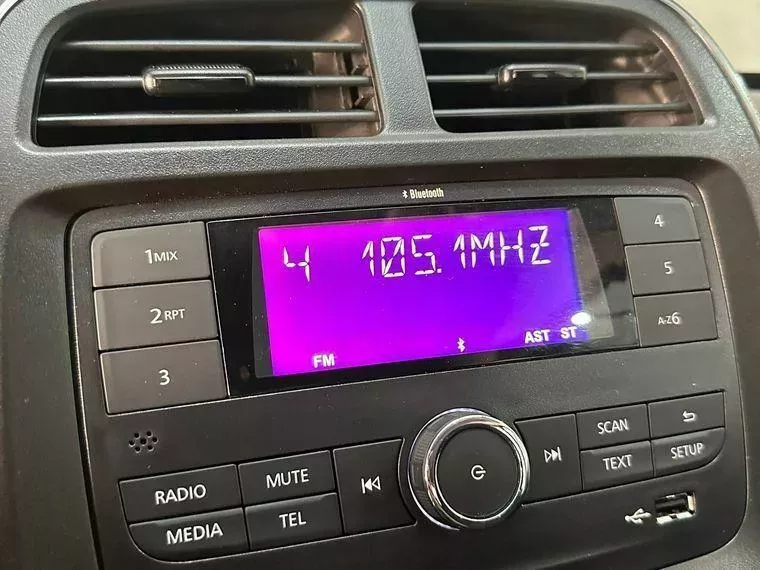 Bluetooth
1MIX
2RPT
3
4 105.1MHZ
FM AST ST
4
5
A-Z6
RADIO
MEDIA
MUTE
TEL
SCAN
TEXT
SETUP